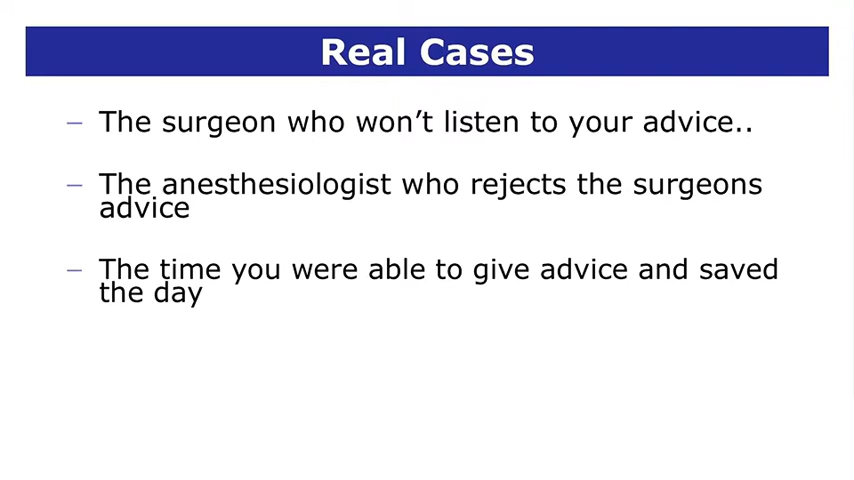 Real Cases
– The surgeon who won’t listen to your advice..
– The anesthesiologist who rejects the surgeons
advice
– The time you were able to give advice and saved
the day